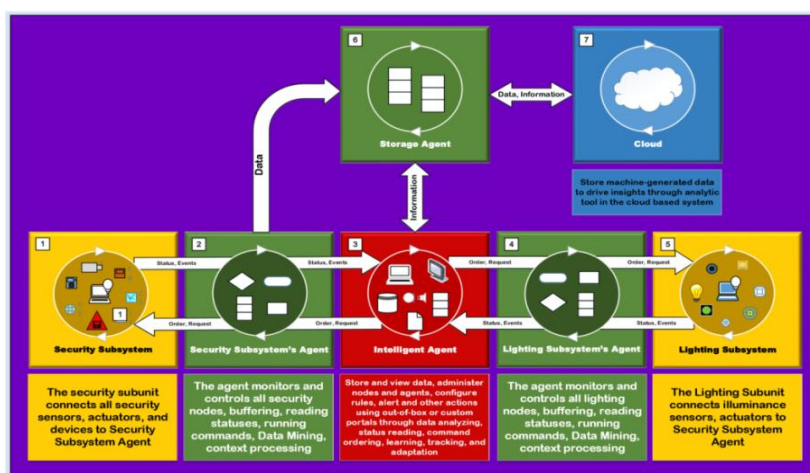 6
Storage Agent
7
Cloud
Data, Information
Data
Information
Store machine-generated data
to drive insights through analytic
tool in the cloud based system
1
Status, Events
Order, Request
1
Security Subsystem
2
Status, Events
Order, Request
Security Subsystem's Agent
3
Intelligent Agent
4
Order, Request
Status, Events
Lighting Subsystem's Agent
5
Order, Request
Status, Events
Lighting Subsystem
The security subunit
connects all security
sensors, actuators, and
devices to Security
Subsystem Agent
The agent monitors and
controls all security
nodes, buffering, reading
statuses, running
commands, Data Mining,
context processing
Store and view data, administer
nodes and agents, configure
rules, alert and other actions
using out-of-box or custom
portals through data analyzing,
status reading, command
ordering, learning, tracking, and
adaptation
The agent monitors and
controls all lighting
nodes, buffering, reading
statuses, running
commands, Data Mining,
context processing
The Lighting Subunit
connects illuminance
sensors, actuators to
Security Subsystem
Agent